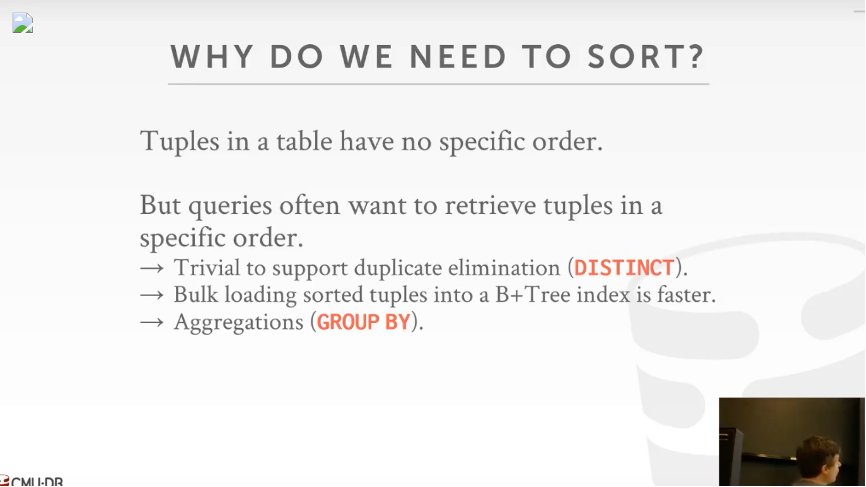 WHY DO WE NEED TO SORT?
Tuples in a table have no specific order.
But queries often want to retrieve tuples in a
specific order.
→ Trivial to support duplicate elimination (DISTINCT).
→ Bulk loading sorted tuples into a B+Tree index is faster.
→ Aggregations (GROUP BY).
CMU·DB